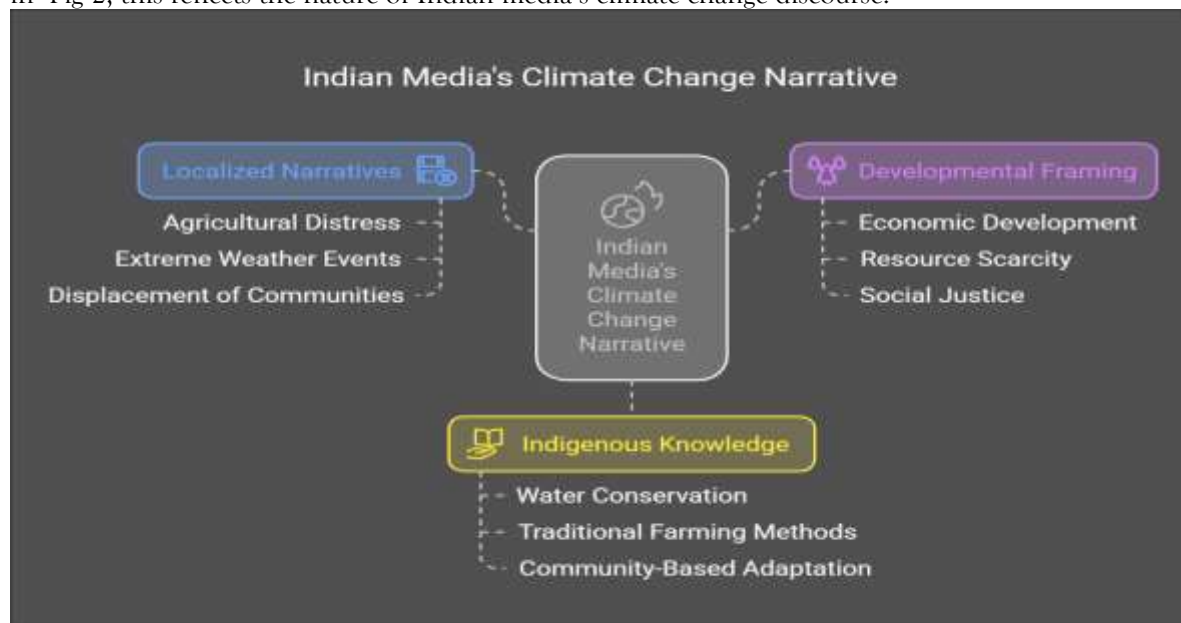 in Fig 2, this reflects the nature of Indian media's climate change discourse.
Indian Media's Climate Change Narrative
Localized Narratives
Agricultural Distress
Extreme Weather Events
Displacement of Communities
Indian
Media's
Climate
Change
Narrative
Developmental Framing
Economic Development
Resource Scarcity
Social Justice
Indigenous Knowledge
Water Conservation
Traditional Farming Methods
Community-Based Adaptation